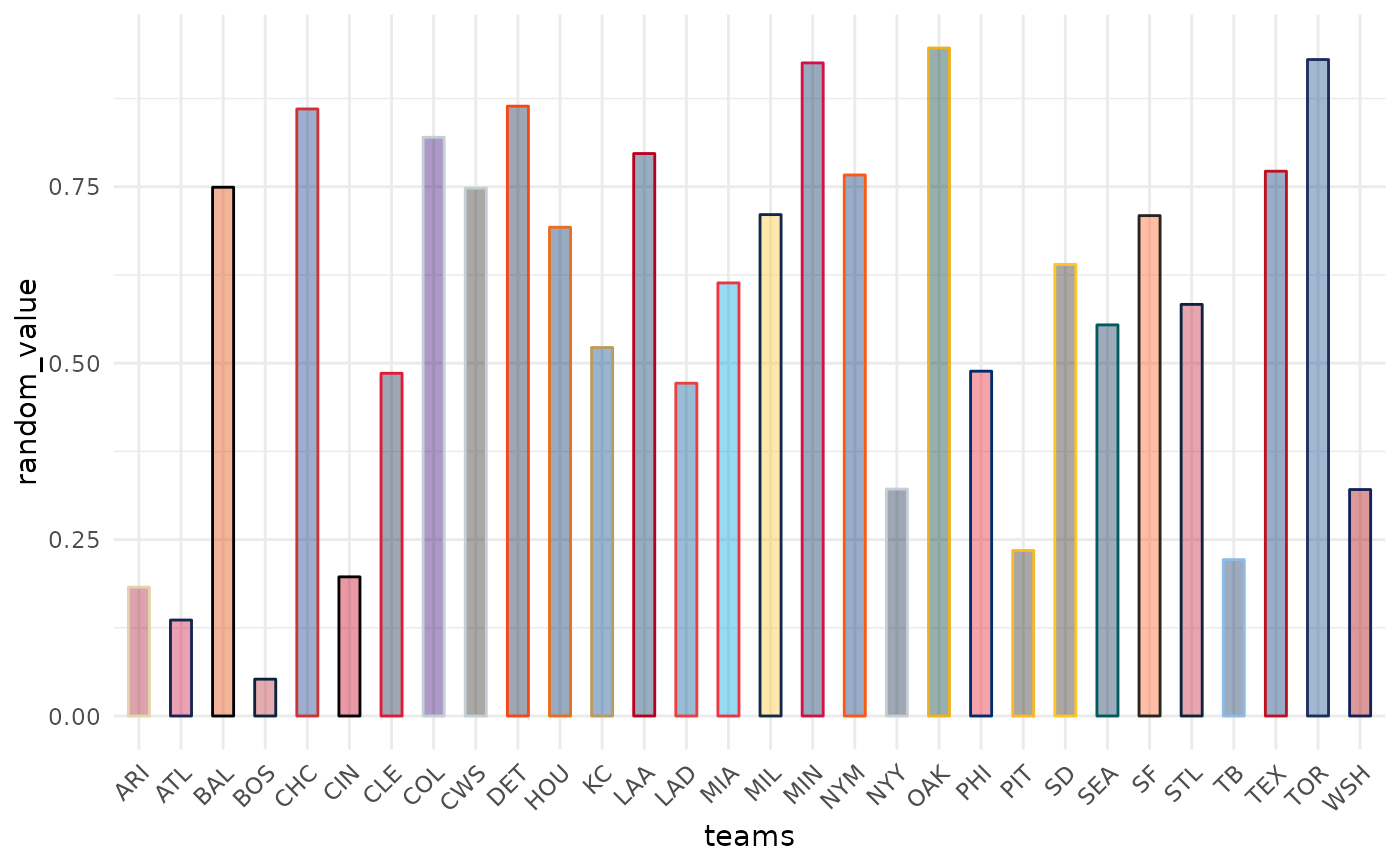 random_value
0.75
0.50
0.25
0.00
ARI ATL BAL BOS CHC CIN CLE COL CWS DET HOU KC LAA LAD MIA MIL MIN NYM NYY OAK PHI PIT SD SEA SF STL TB TEX TOR WSH
teams